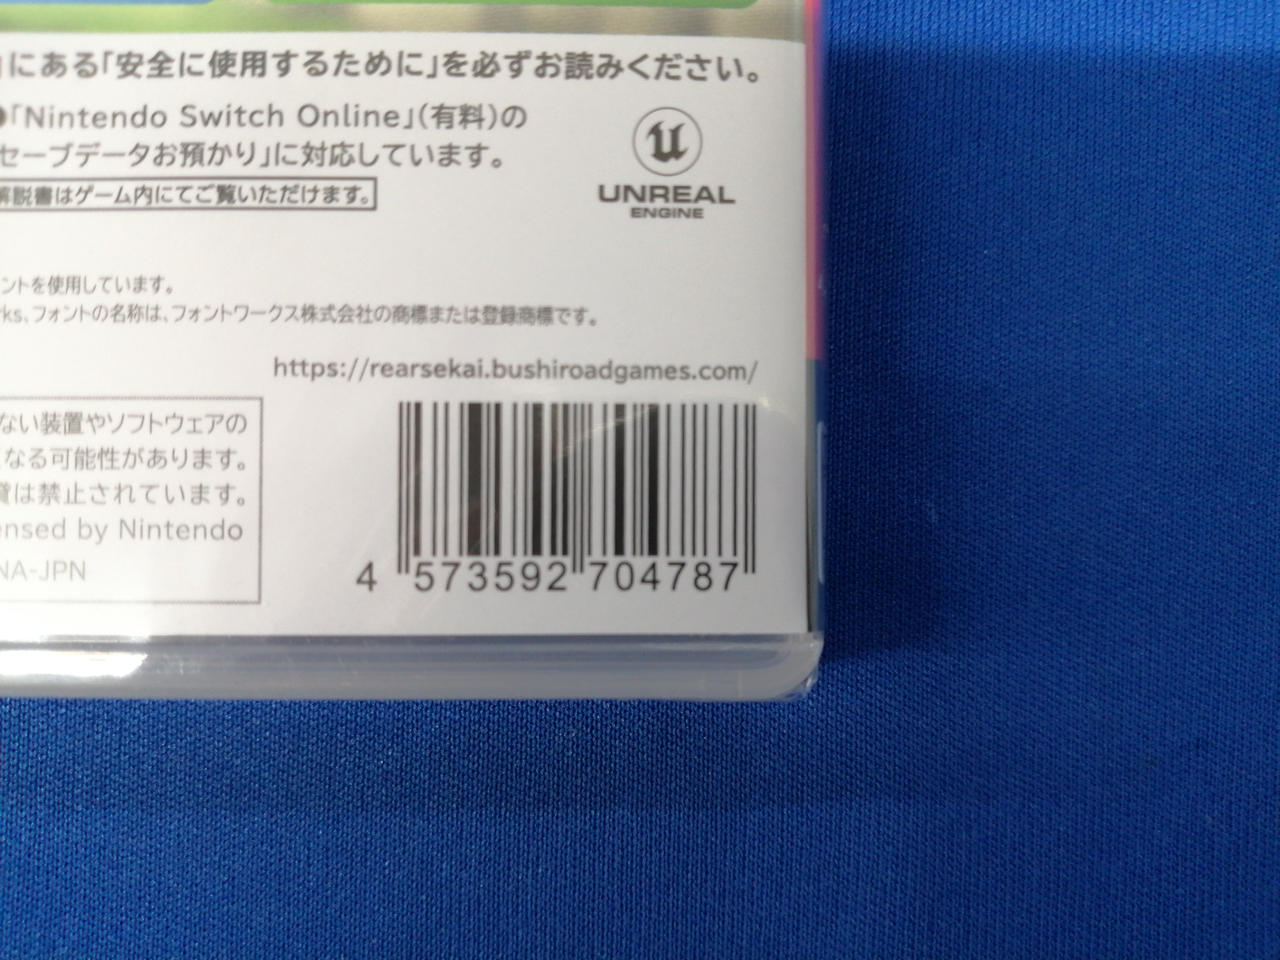 にある「安全に使用するために」を必ずお読みください。
●「Nintendo Switch Online」(有料)の
セーブデータお預かり」に対応しています。
解説書はゲーム内にてご覧いただけます。
UNREAL
ENGINE
ントを使用しています。
rks、フォントの名称は、フォントワークス株式会社の商標または登録商標です。
https://rearsekai.bushiroadgames.com/
ない装置やソフトウェアの
なる可能性があります。
貸は禁止されています。
ensed by Nintendo
NA-JPN
4 573592 704787